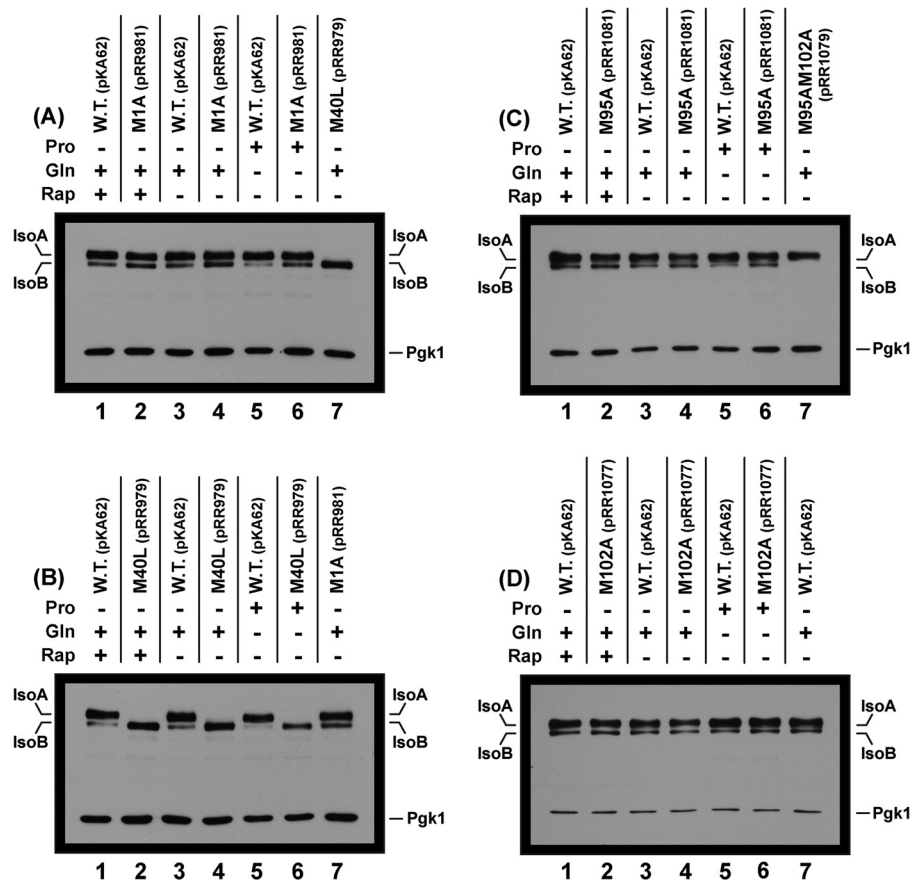 (A)
W.T. (pKA62)
M1A (pRR981)
W.T. (pKA62)
M1A (pRR981)
W.T. (pKA62)
M1A (pRR981)
M40L (pRR979)
Pro - - - - + + -
Gln + + + + - - +
Rap + + - - - - -
IsoA
IsoB
IsoA
IsoB
Pgk1
1 2 3 4 5 6 7
(C)
W.T. (pKA62)
M95A (pRR1081)
W.T. (pKA62)
M95A (pRR1081)
W.T. (pKA62)
M95A (pRR1081)
M95AM102A
(pRR1079)
Pro - - - - + + -
Gln + + + + - - +
Rap + + - - - - -
IsoA
IsoB
IsoA
IsoB
Pgk1
1 2 3 4 5 6 7
(B)
W.T. (pKA62)
M40L (pRR979)
W.T. (pKA62)
M40L (pRR979)
W.T. (pKA62)
M40L (pRR979)
M1A (pRR981)
Pro - - - - + + -
Gln + + + + - - +
Rap + + - - - - -
IsoA
IsoB
IsoA
IsoB
Pgk1
1 2 3 4 5 6 7
(D)
W.T. (pKA62)
M102A (pRR1077)
W.T. (pKA62)
M102A (pRR1077)
W.T. (pKA62)
M102A (pRR1077)
W.T. (pKA62)
Pro - - - - + + -
Gln + + + + - - +
Rap + + - - - - -
IsoA
IsoB
IsoA
IsoB
Pgk1
1 2 3 4 5 6 7